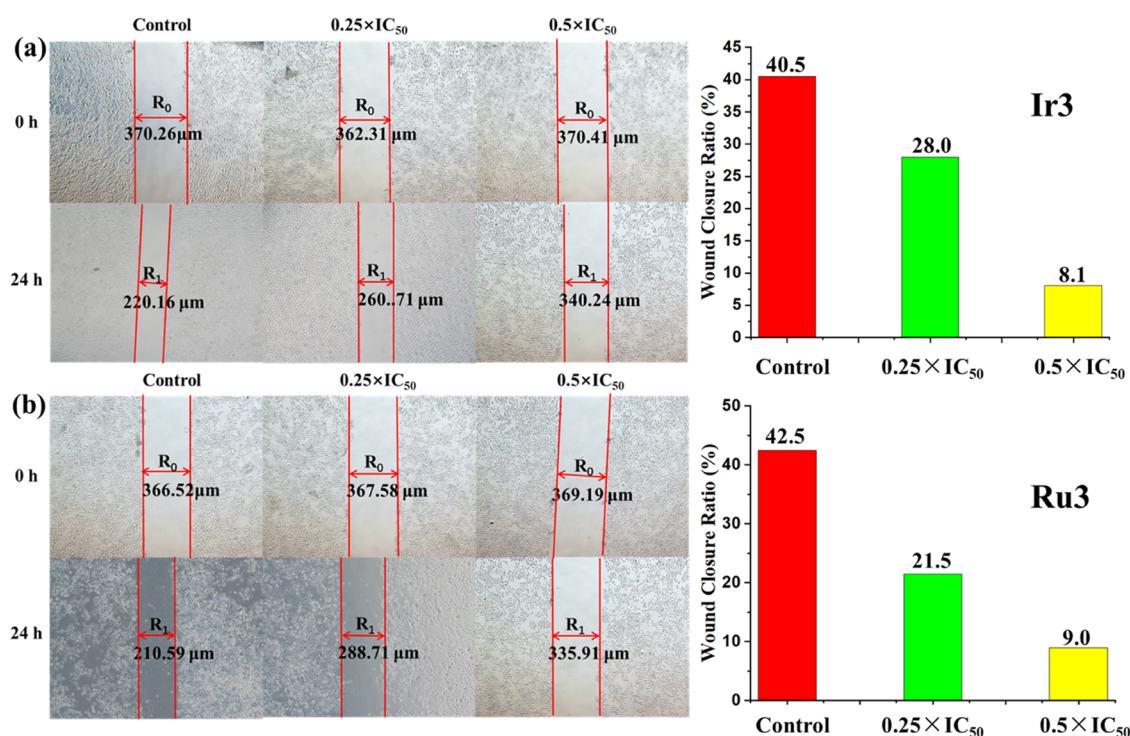 (a)
Control
0.25×IC₅₀
0.5×IC₅₀
0 h
R₀
370.26μm
R₀
362.31 μm
R₀
370.41 μm
24 h
R₁
220.16 μm
R₁
260..71 μm
R₁
340.24 μm
Wound Closure Ratio (%)
45
40
35
30
25
20
15
10
5
0
40.5
28.0
8.1
Ir3
Control
0.25×IC₅₀
0.5×IC₅₀
(b)
Control
0.25×IC₅₀
0.5×IC₅₀
0 h
R₀
366.52μm
R₀
367.58 μm
R₀
369.19 μm
24 h
R₁
210.59 μm
R₁
288.71 μm
R₁
335.91 μm
Wound Closure Ratio (%)
50
40
30
20
10
0
42.5
21.5
9.0
Ru3
Control
0.25×IC₅₀
0.5×IC₅₀